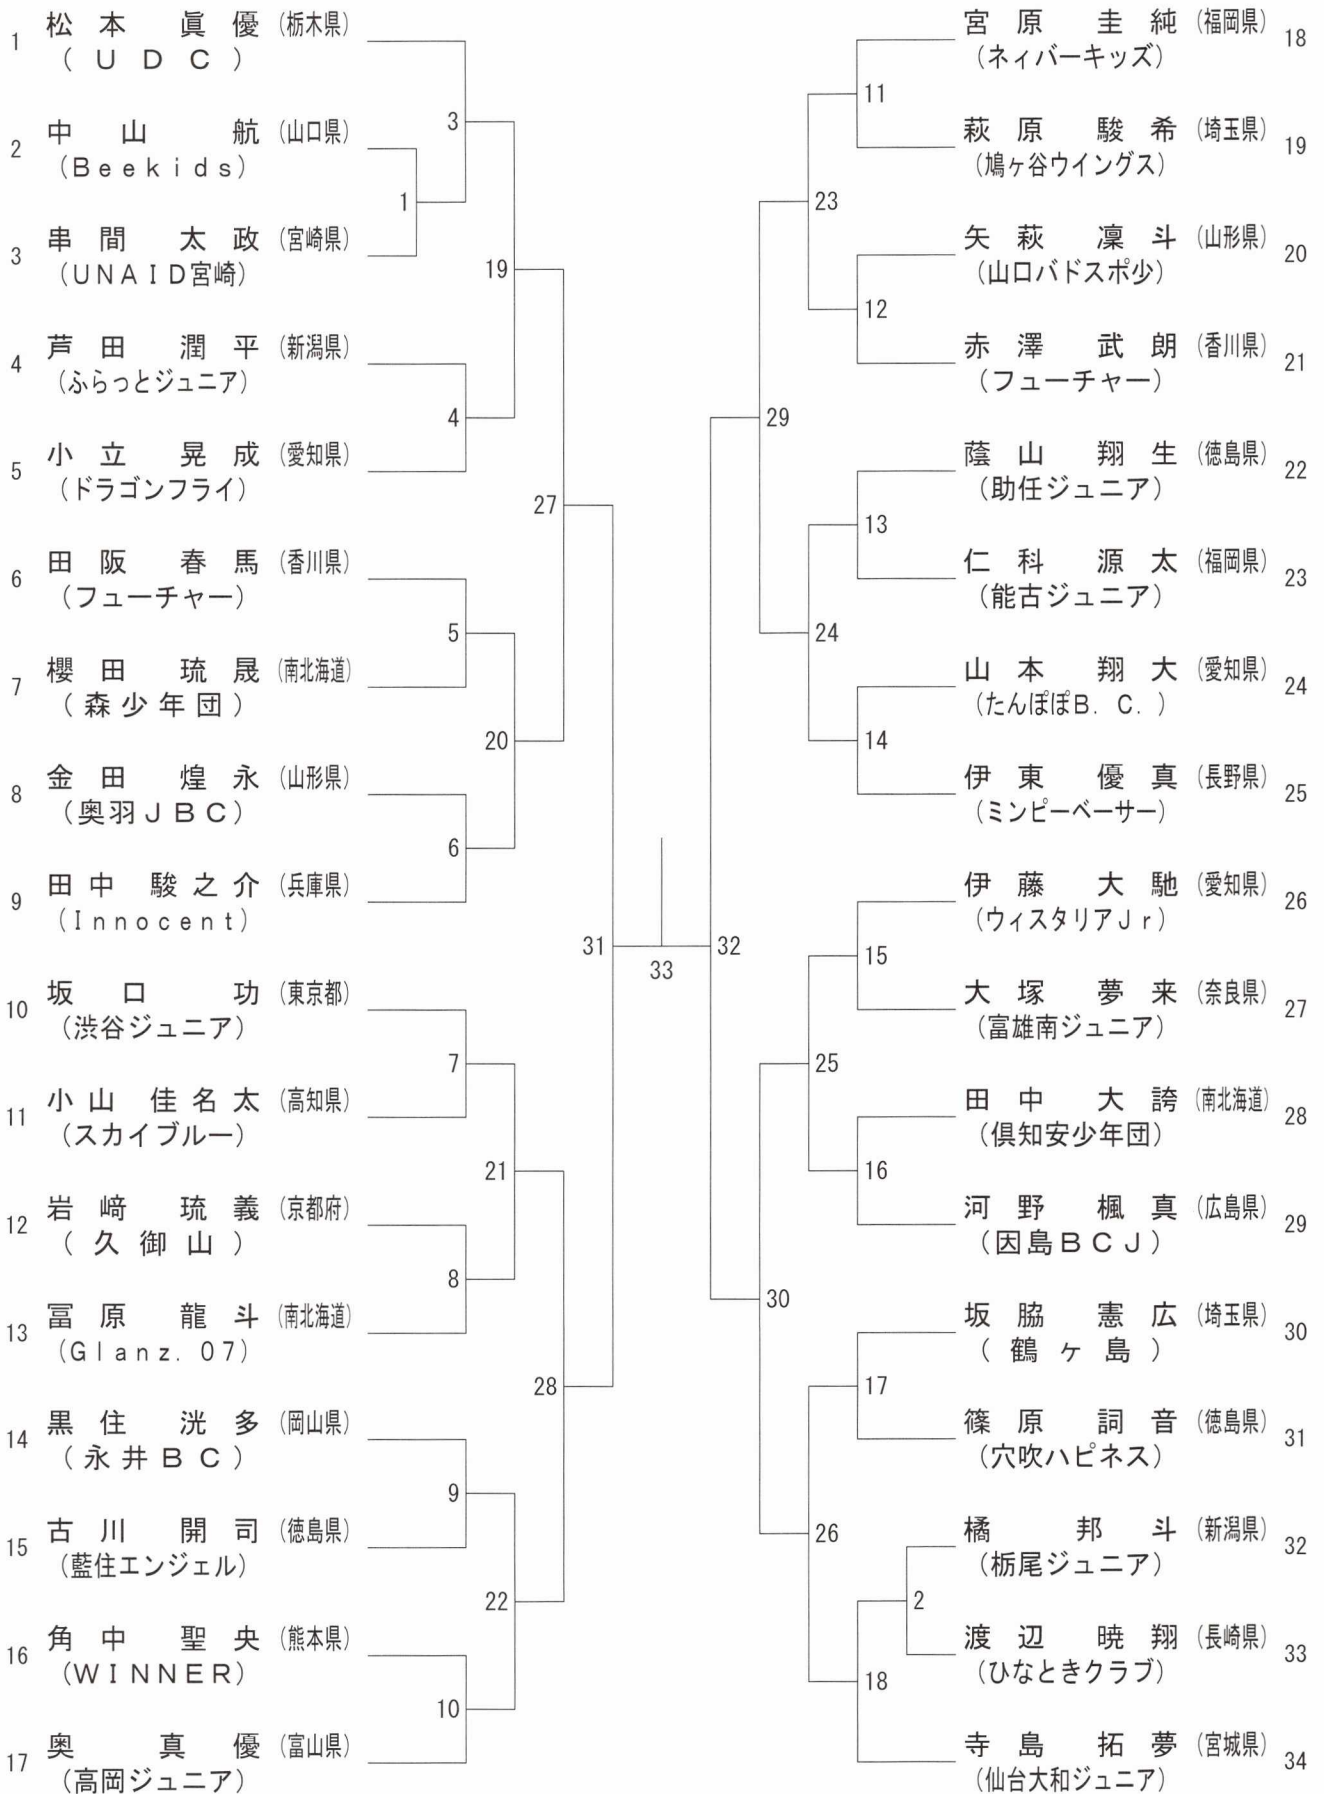 1 松本 眞優 (栃木県)
(UDC)
2 中山 航 (山口県)
(Beekids)
3 串間 太政 (宮崎県)
(UNAID宮崎)
4 芦田 潤平 (新潟県)
(ふらっとジュニア)
5 小立 晃成 (愛知県)
(ドラゴンフライ)
6 田阪 春馬 (香川県)
(フューチャー)
7 櫻田 琉晟 (南北海道)
(森少年団)
8 金田 煌永 (山形県)
(奥羽JBC)
9 田中 駿之介 (兵庫県)
(Innocent)
10 坂口 功 (東京都)
(渋谷ジュニア)
11 小山 佳名太 (高知県)
(スカイブルー)
12 岩﨑 琉義 (京都府)
(久御山)
13 冨原 龍斗 (南北海道)
(Glanz.07)
14 黒住 洸多 (岡山県)
(永井BC)
15 古川 開司 (徳島県)
(藍住エンジェル)
16 角中 聖央 (熊本県)
(WINNER)
17 奥 真優 (富山県)
(高岡ジュニア)
3
1
19
4
27
5
20
6
31
7
21
8
28
9
22
10
33
32
11
23
12
29
13
24
14
15
25
16
30
17
26
2
18
宮原 圭純 (福岡県) 18
(ネィバーキッズ)
萩原 駿希 (埼玉県) 19
(鳩ヶ谷ウイングス)
矢萩 凜斗 (山形県) 20
(山口バドスポ少)
赤澤 武朗 (香川県) 21
(フューチャー)
蔭山 翔生 (徳島県) 22
(助任ジュニア)
仁科 源太 (福岡県) 23
(能古ジュニア)
山本 翔大 (愛知県) 24
(たんぽぽB.C.)
伊東 優真 (長野県) 25
(ミンピーベーサー)
伊藤 大馳 (愛知県) 26
(ウィスタリアJr)
大塚 夢来 (奈良県) 27
(富雄南ジュニア)
田中 大誇 (南北海道) 28
(倶知安少年団)
河野 楓真 (広島県) 29
(因島BCJ)
坂脇 憲広 (埼玉県) 30
(鶴ヶ島)
篠原 詞音 (徳島県) 31
(穴吹ハピネス)
橘 邦斗 (新潟県) 32
(栃尾ジュニア)
渡辺 暁翔 (長崎県) 33
(ひなときクラブ)
寺島 拓夢 (宮城県) 34
(仙台大和ジュニア)